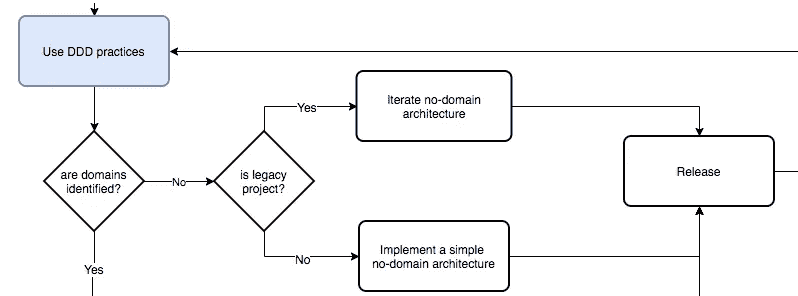 Use DDD practices
Iterate no-domain
architecture
Yes
are domains
identified?
No
is legacy
project?
Release
No
Implement a simple
no-domain architecture
Yes